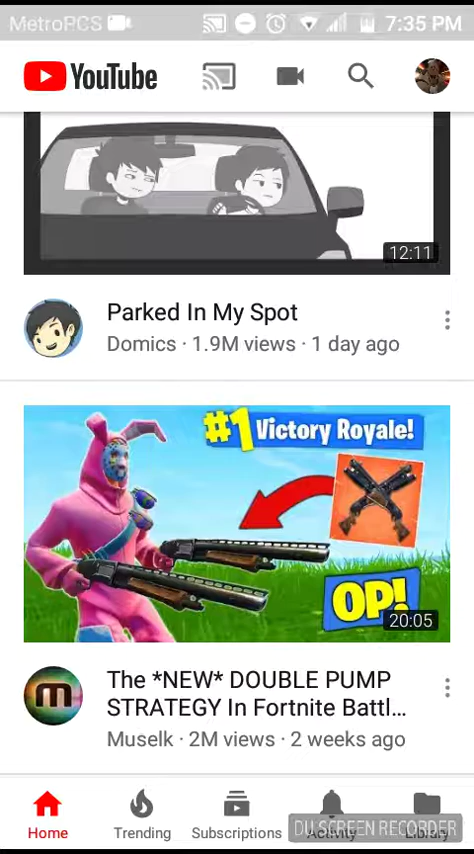 MetroPCS 7:35 PM
YouTube
12:11
Parked In My Spot
Domics · 1.9M views · 1 day ago
#1 Victory Royale!
OP!
20:05
m
The *NEW* DOUBLE PUMP
STRATEGY In Fortnite Battl...
Muselk · 2M views · 2 weeks ago
Home Trending Subscriptions Activity Library
DU SCREEN RECORDER